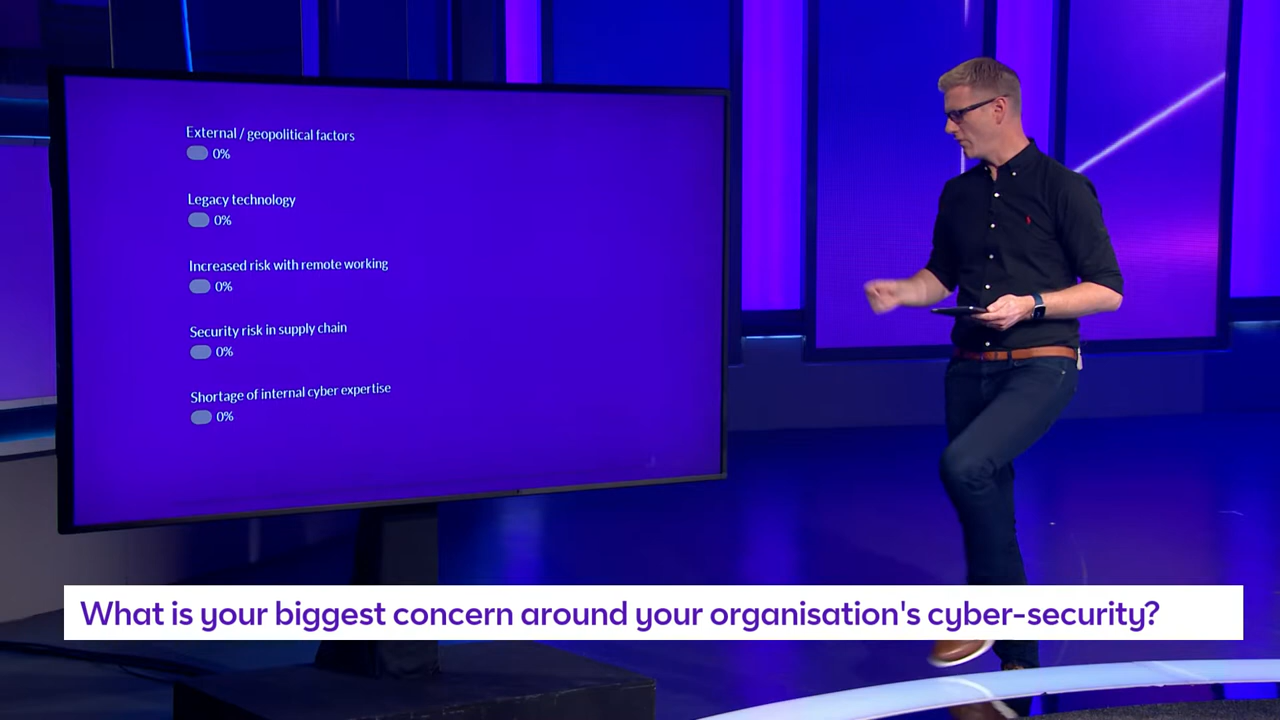 External / geopolitical factors
0%
Legacy technology
0%
Increased risk with remote working
0%
Security risk in supply chain
0%
Shortage of internal cyber expertise
0%
What is your biggest concern around your organisation's cyber-security?